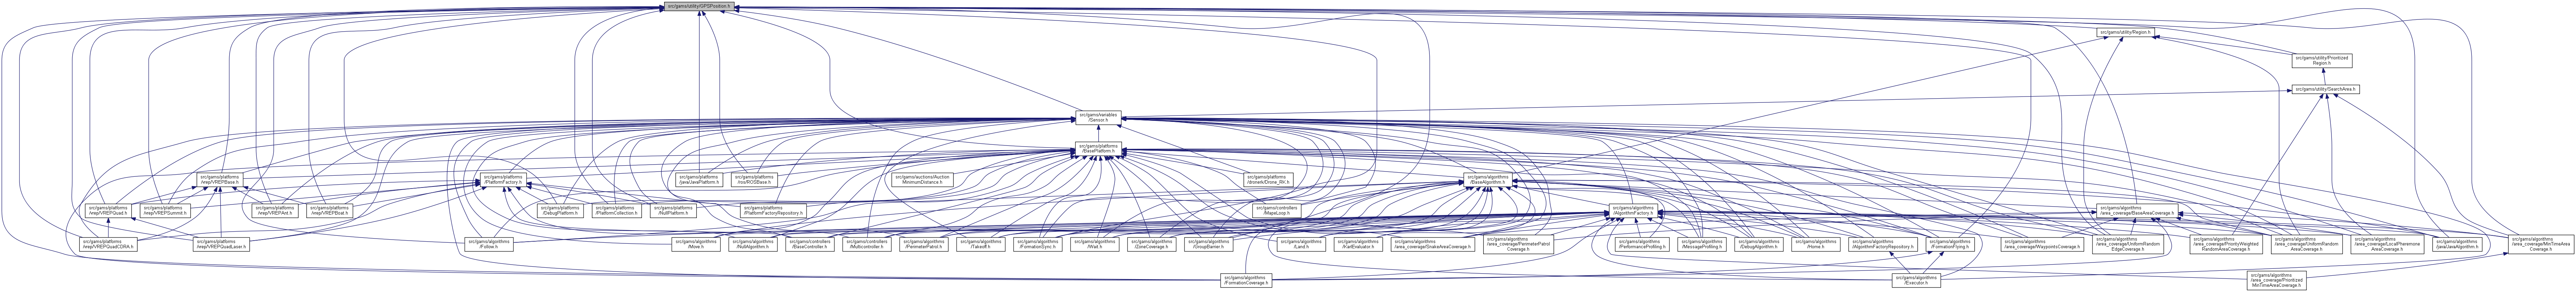 src/gams/utility/GPSPosition.h
src/gams/utility/Region.h
src/gams/utility/Prioritized
Region.h
src/gams/utility/SearchArea.h
src/gams/variables
/Sensor.h
src/gams/platforms
/BasePlatform.h
src/gams/platforms
/vrep/VREPBase.h
src/gams/platforms
/PlatformFactory.h
src/gams/platforms
/java/JavaPlatform.h
src/gams/platforms
/ros/ROSBase.h
src/gams/auctions/Auction
MinimumDistance.h
src/gams/platforms
/dronerk/Drone_RK.h
src/gams/algorithms
/BaseAlgorithm.h
src/gams/platforms
/vrep/VREPQuad.h
src/gams/platforms
/vrep/VREPSummit.h
src/gams/platforms
/vrep/VREPAnt.h
src/gams/platforms
/vrep/VREPBoat.h
src/gams/platforms
/DebugPlatform.h
src/gams/platforms
/PlatformCollection.h
src/gams/platforms
/NullPlatform.h
src/gams/platforms
/PlatformFactoryRepository.h
src/gams/controllers
/MapeLoop.h
src/gams/algorithms
/AlgorithmFactory.h
src/gams/algorithms
/area_coverage/BaseAreaCoverage.h
src/gams/platforms
/vrep/VREPQuadCDRA.h
src/gams/platforms
/vrep/VREPQuadLaser.h
src/gams/algorithms
/Follow.h
src/gams/algorithms
/Move.h
src/gams/algorithms
/NullAlgorithm.h
src/gams/controllers
/BaseController.h
src/gams/controllers
/Multicontroller.h
src/gams/algorithms
/PerimeterPatrol.h
src/gams/algorithms
/Takeoff.h
src/gams/algorithms
/FormationSync.h
src/gams/algorithms
/Wait.h
src/gams/algorithms
/ZoneCoverage.h
src/gams/algorithms
/GroupBarrier.h
src/gams/algorithms
/Land.h
src/gams/algorithms
/KarlEvaluator.h
src/gams/algorithms
/area_coverage/SnakeAreaCoverage.h
src/gams/algorithms
/area_coverage/PerimeterPatrol
Coverage.h
src/gams/algorithms
/PersistenceProfiling.h
src/gams/algorithms
/MessageProfiling.h
src/gams/algorithms
/DebugAlgorithm.h
src/gams/algorithms
/Home.h
src/gams/algorithms
/AlgorithmFactoryRepository.h
src/gams/algorithms
/FormationFlying.h
src/gams/algorithms
/area_coverage/WaypointsCoverage.h
src/gams/algorithms
/area_coverage/UniformRandom
EdgeCoverage.h
src/gams/algorithms
/area_coverage/PriorityWeighted
RandomAreaCoverage.h
src/gams/algorithms
/area_coverage/UniformRandom
AreaCoverage.h
src/gams/algorithms
/area_coverage/LocalPheromone
AreaCoverage.h
src/gams/algorithms
/java/JavaAlgorithm.h
src/gams/algorithms
/area_coverage/MinTimeArea
Coverage.h
src/gams/algorithms
/FormationCoverage.h
src/gams/algorithms
/Executor.h
src/gams/algorithms
/area_coverage/Prioritized
MinTimeAreaCoverage.h